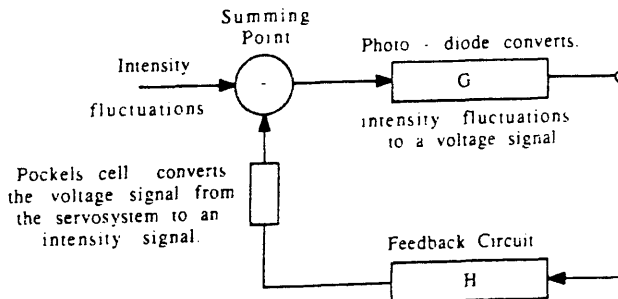 Summing
Point
Photo - diode converts.
Intensity
fluctuations
-
G
intensity fluctuations
to a voltage signal
Pockels cell converts
the voltage signal from
the servosystem to an
intensity signal.
Feedback Circuit
H